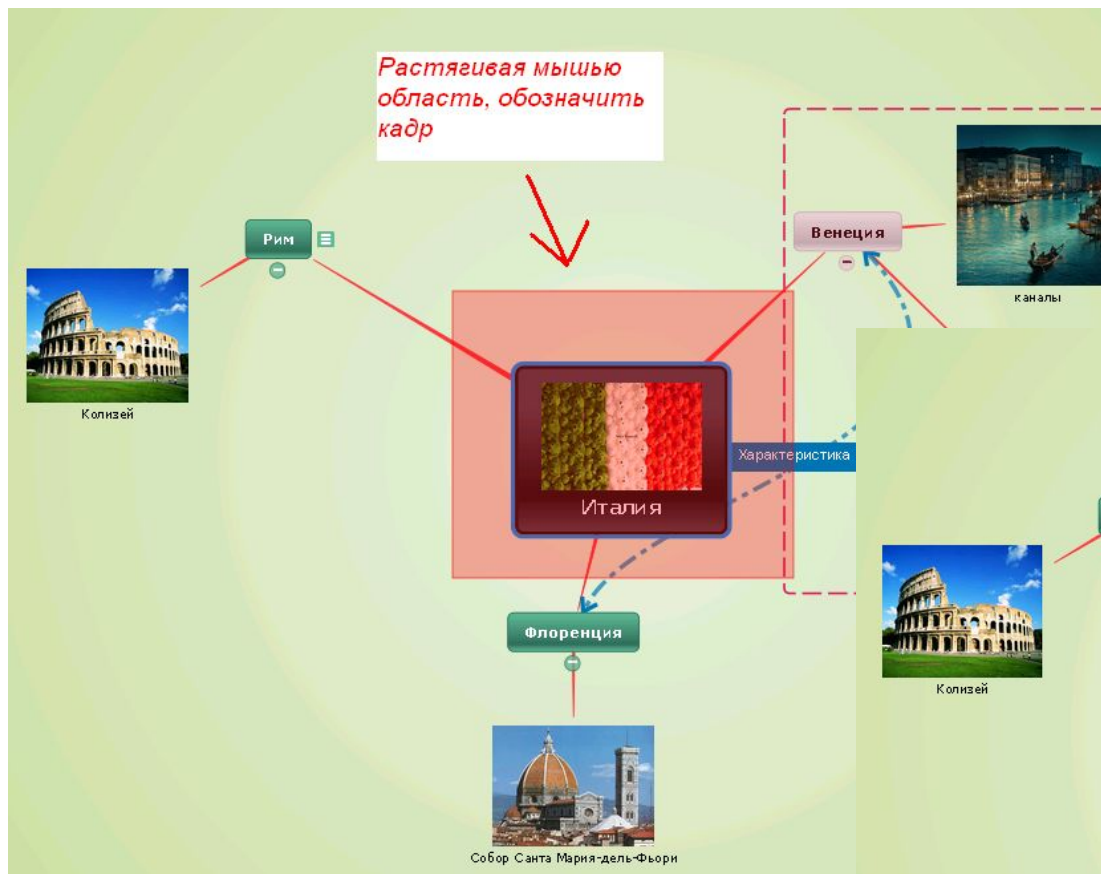 Растягивая мышью
область, обозначить
кадр
Рим
Венеция
каналы
Колизей
Характеристика
Италия
Флоренция
Колизей
Собор Санта Мария-дель-Фьори